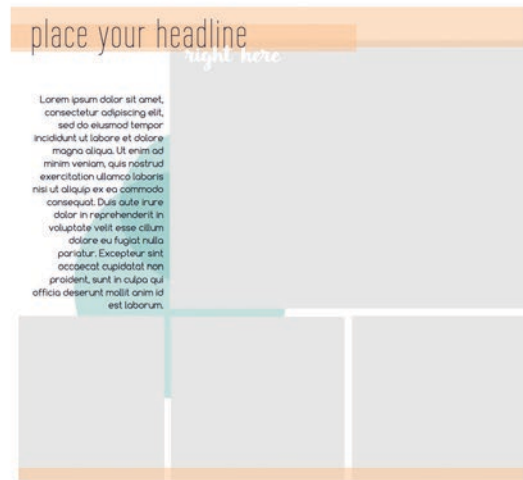 place your headline
right here
Lorem ipsum dolor sit amet,
consectetur adipiscing elit,
sed do eiusmod tempor
incididunt ut labore et dolore
magna aliqua. Ut enim ad
minim veniam, quis nostrud
exercitation ullamco laboris
nisi ut aliquip ex ea commodo
consequat. Duis aute irure
dolor in reprehenderit in
voluptate velit esse cillum
dolore eu fugiat nulla
pariatur. Excepteur sint
occaecat cupidatat non
proident, sunt in culpa qui
officia deserunt mollit anim id
est laborum.